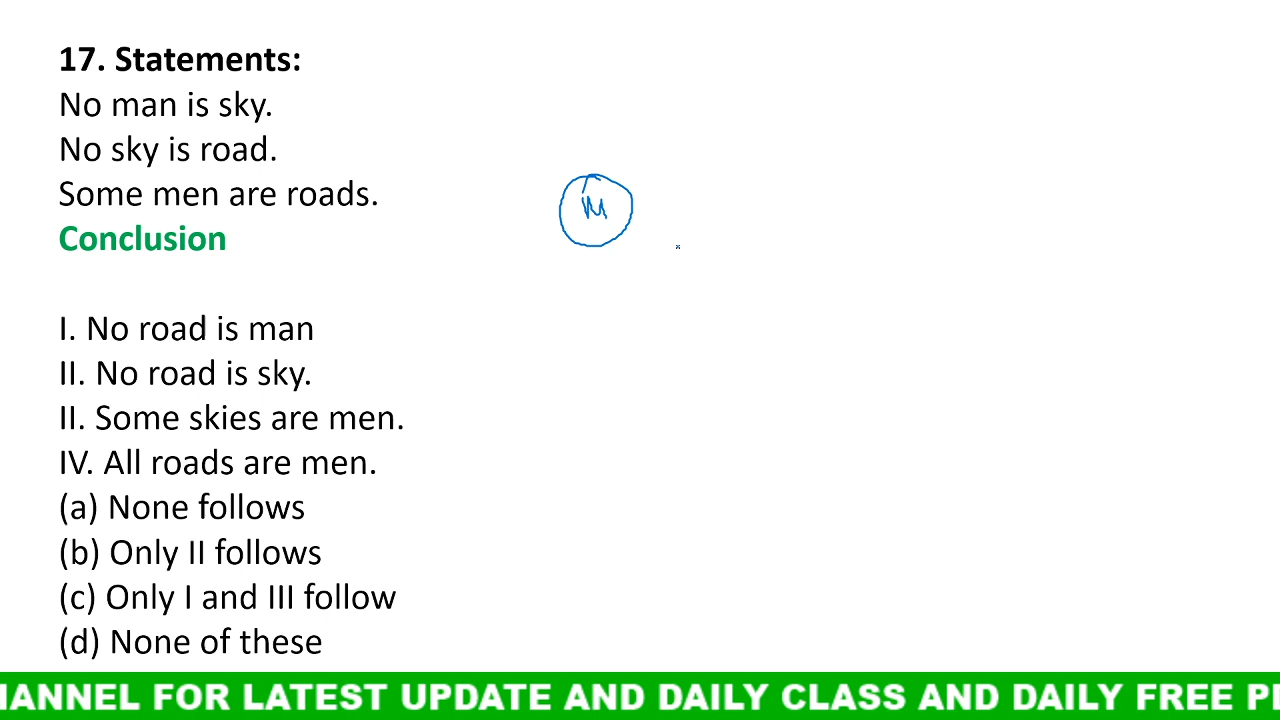 17. Statements:
No man is sky.
No sky is road.
Some men are roads.
M
Conclusion
I. No road is man
II. No road is sky.
II. Some skies are men.
IV. All roads are men.
(a) None follows
(b) Only II follows
(c) Only I and III follow
(d) None of these
HANNEL FOR LATEST UPDATE AND DAILY CLASS AND DAILY FREE